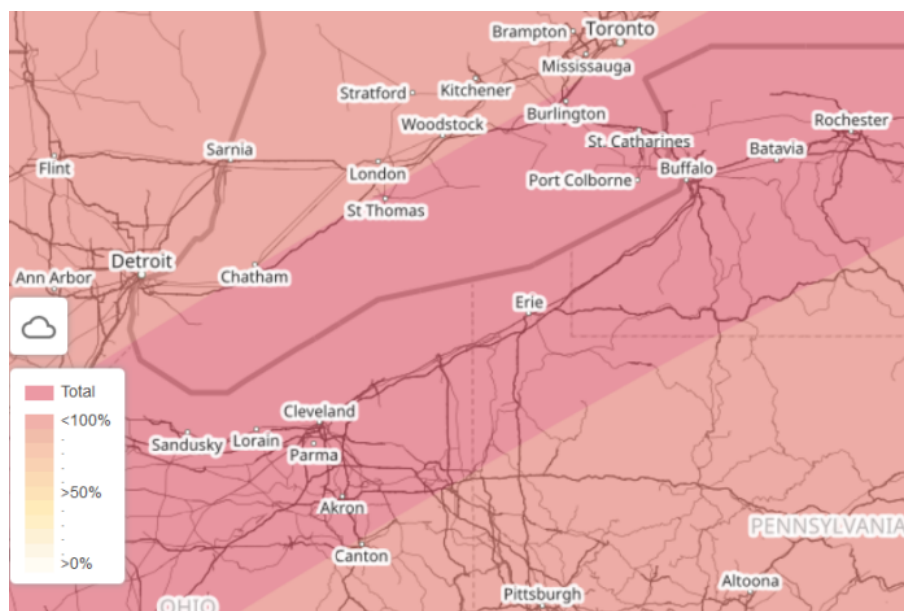 Brampton
Toronto
Mississauga
Stratford
Kitchener
Burlington
Woodstock
Rochester
St. Catharines
Batavia
Sarnia
Flint
London
Port Colborne
Buffalo
St Thomas
Detroit
Ann Arbor
Chatham
Erie
Total
<100%
-
-
>50%
-
-
>0%
Cleveland
Sandusky
Lorain
Parma
Akron
Canton
PENNSYLVANIA
Pittsburgh
Altoona
OHIO